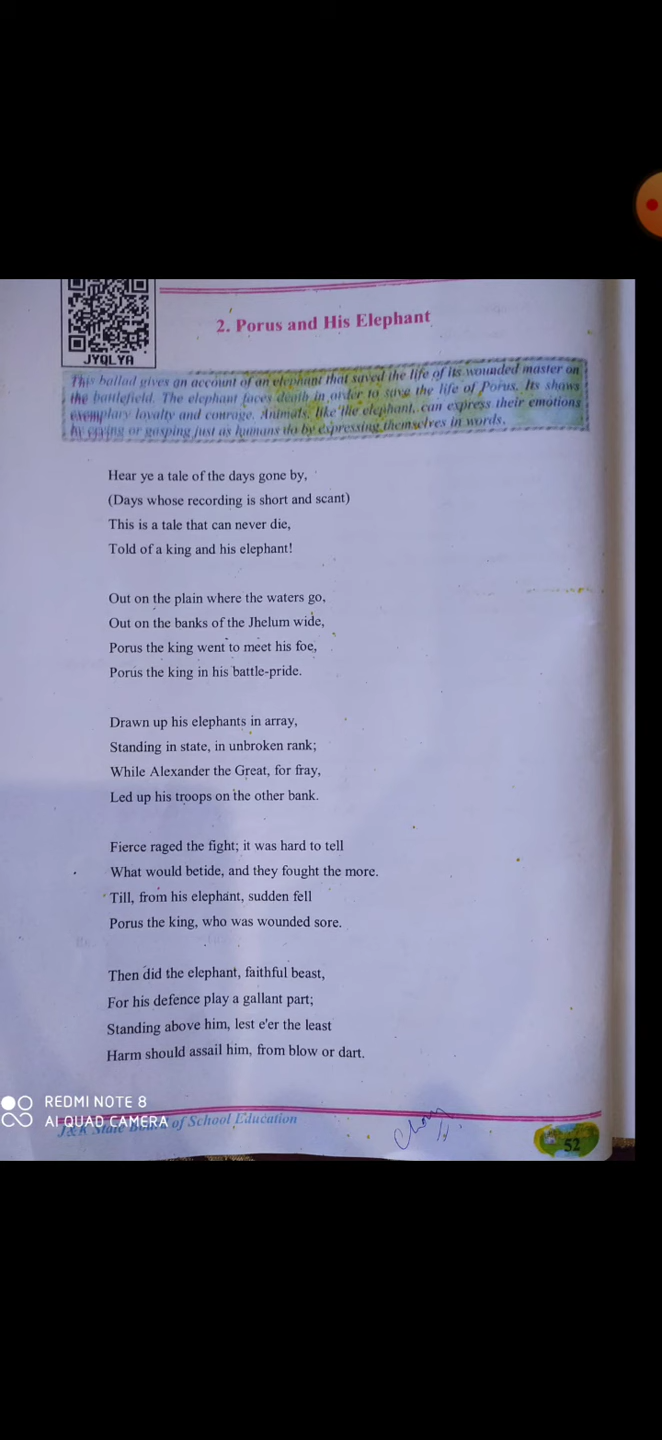 JYQLYA
2. Porus and His Elephant
This ballad gives an account of an elephant that saved the life of its wounded master on
the battlefield. The elephant faces death in order to save the life of Porus. Its shows
exemplary loyalty and courage. Animals, like the elephant, can express their emotions
by crying or gasping just as humans do by expressing themselves in words.
Hear ye a tale of the days gone by,
(Days whose recording is short and scant)
This is a tale that can never die,
Told of a king and his elephant!
Out on the plain where the waters go,
Out on the banks of the Jhelum wide,
Porus the king went to meet his foe,
Porus the king in his battle-pride.
Drawn up his elephants in array,
Standing in state, in unbroken rank;
While Alexander the Great, for fray,
Led up his troops on the other bank.
Fierce raged the fight; it was hard to tell
What would betide, and they fought the more.
Till, from his elephant, sudden fell
Porus the king, who was wounded sore.
Then did the elephant, faithful beast,
For his defence play a gallant part;
Standing above him, lest e'er the least
Harm should assail him, from blow or dart.
REDMI NOTE 8
AI QUAD CAMERA
J&K State Board of School Education
52